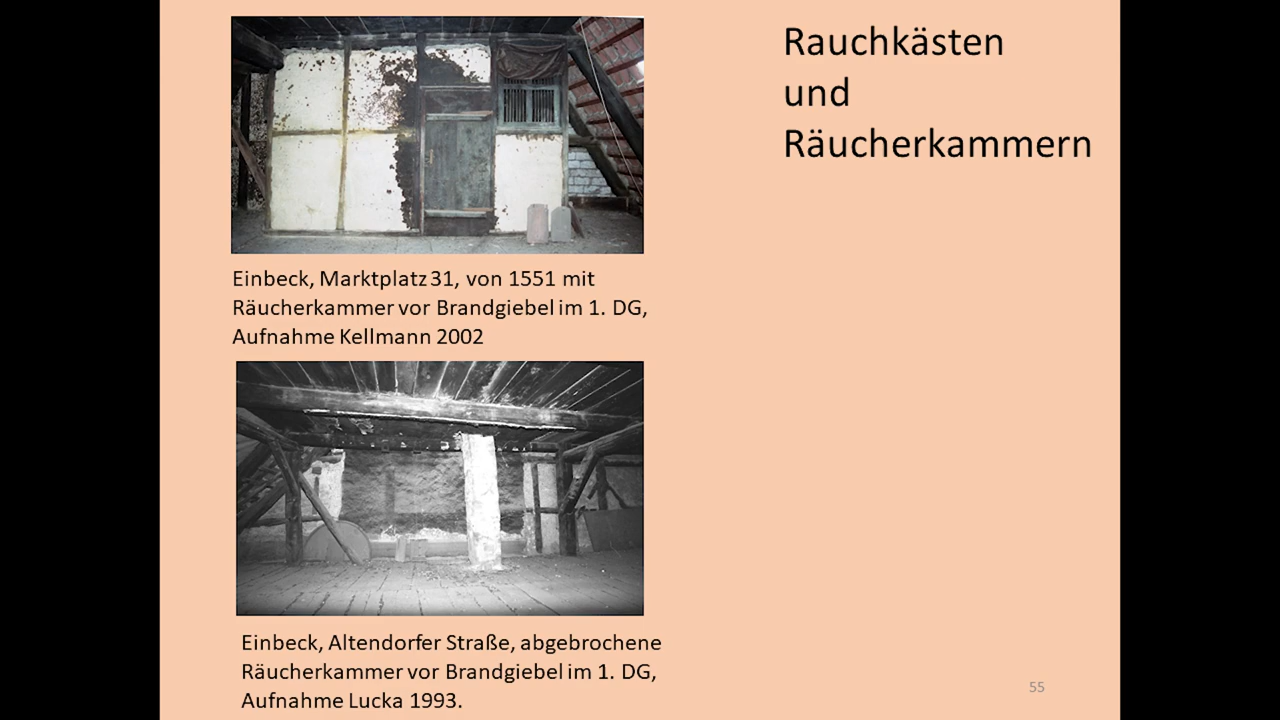 Rauchkästen
und
Räucherkammern
Einbeck, Marktplatz 31, von 1551 mit
Räucherkammer vor Brandgiebel im 1. DG,
Aufnahme Kellmann 2002
Einbeck, Altendorfer Straße, abgebrochene
Räucherkammer vor Brandgiebel im 1. DG,
Aufnahme Lucka 1993.
55